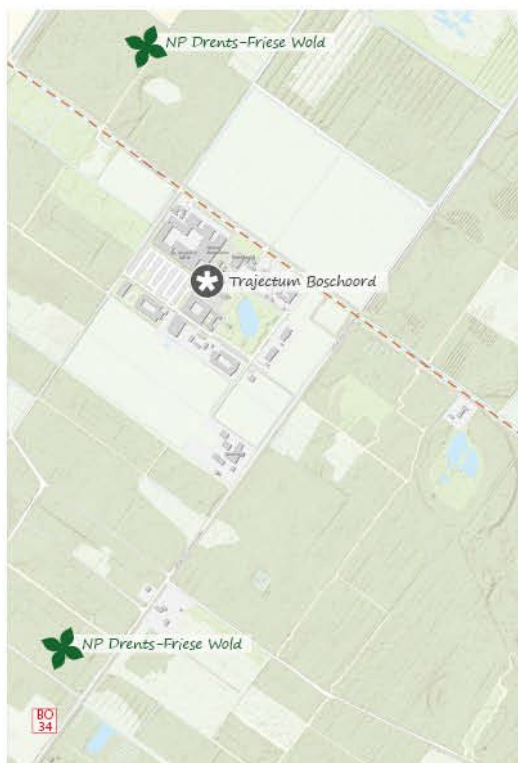 NP Drents-Friese Wold
Trajectum Boschoord
NP Drents-Friese Wold
BO
34